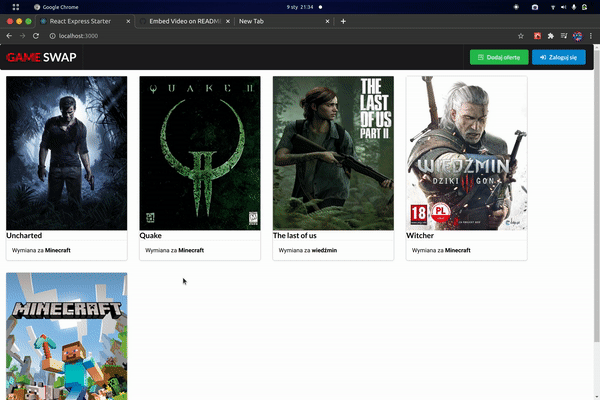 Google Chrome
9 sty 21:34
React Express Starter
Embed Video on README
New Tab
localhost:3000
GAME SWAP
Dodaj ofertę
Zaloguj się
QUAKE II
THE LAST OF US PART II
WIEDŹMIN
DZIKI GON
18
PL
Uncharted
Quake
The last of us
Witcher
Wymiana za Minecraft
Wymiana za Minecraft
Wymiana za wiedźmin
Wymiana za Minecraft
MINECRAFT